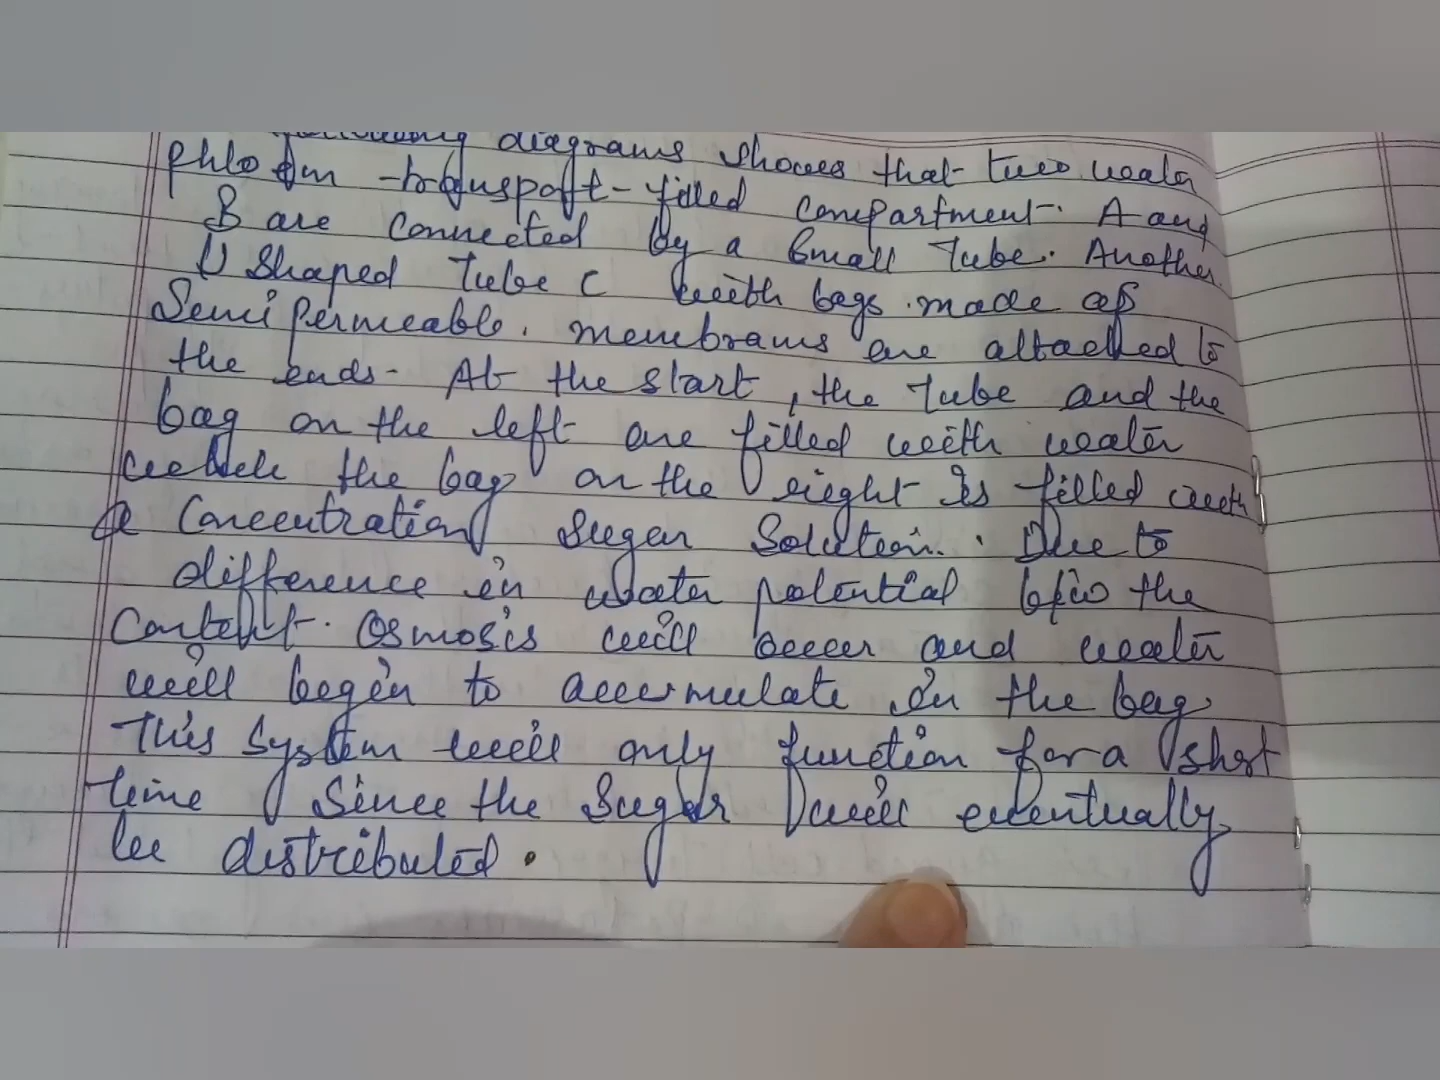 following diagrams shows that two water
phloem transport - filled compartment. A and
B are connected by a small tube. Another
U shaped tube C with bags made of
Semi permeable. membrams are attached to
the ends. At the start, the tube and the
bag on the left are filled with water
while the bag on the right is filled with
a Concentration sugar solution. Due to
difference in water potential b/w the
Content. Osmosis will occur and water
will begin to accumulate in the bag.
This system will only function for a short
time since the sugar will eventually
be distributed.